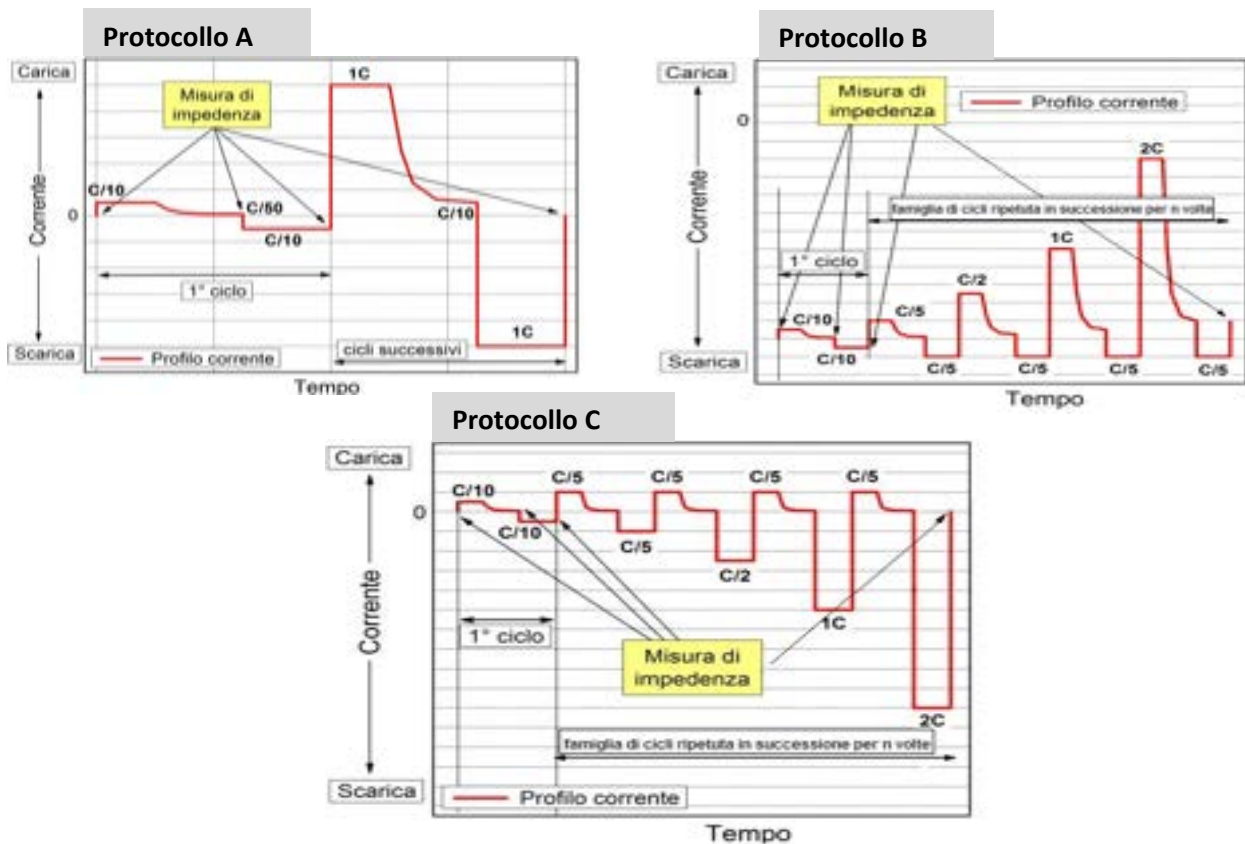 Protocollo A
Carica
Corrente
Scarica
0
Misura di
impedenza
C/10
C/50
C/10
1C
C/10
1C
1° ciclo
cicli successivi
Profilo corrente
Tempo
Protocollo B
Carica
Corrente
Scarica
0
Misura di
impedenza
Profilo corrente
2C
famiglia di cicli ripetuta in successione per n volte
1C
1° ciclo
C/2
C/10
C/5
C/10
C/5
C/5
C/5
C/5
Tempo
Protocollo C
Carica
Corrente
Scarica
0
C/10
C/5
C/5
C/5
C/5
C/10
C/5
C/2
1C
2C
1° ciclo
Misura di
impedenza
famiglia di cicli ripetuta in successione per n volte
Profilo corrente
Tempo